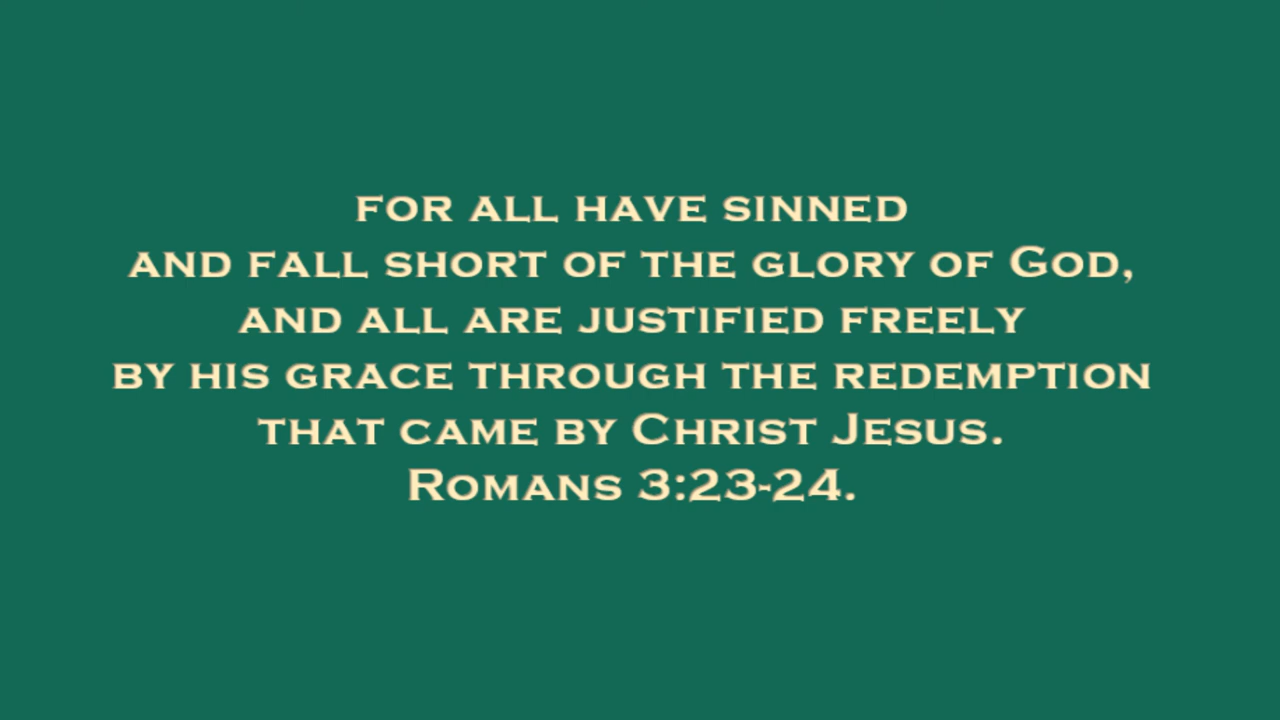 for all have sinned
and fall short of the glory of God,
and all are justified freely
by his grace through the redemption
that came by Christ Jesus.
Romans 3:23-24.